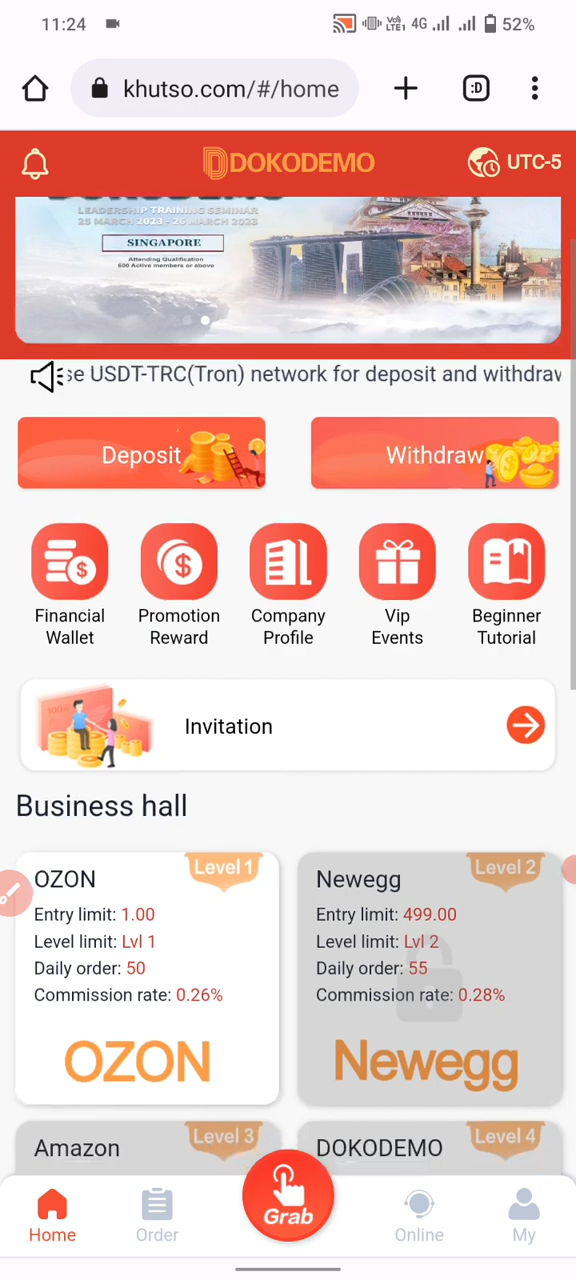 11:24
Vo) LTE1 4G 52%
khutso.com/#/home
:D
DOKODEMO
UTC-5
LEADERSHIP TRAINING SEMINAR
25 MARCH 2023 - 26 MARCH 2023
SINGAPORE
Attending Qualification
600 Active members or above
se USDT-TRC(Tron) network for deposit and withdraw
Deposit
Withdraw
Financial
Wallet
Promotion
Reward
Company
Profile
Vip
Events
Beginner
Tutorial
Invitation
Business hall
Level 1
OZON
Entry limit: 1.00
Level limit: Lvl 1
Daily order: 50
Commission rate: 0.26%
OZON
Level 2
Newegg
Entry limit: 499.00
Level limit: Lvl 2
Daily order: 55
Commission rate: 0.28%
Newegg
Level 3
Amazon
Level 4
DOKODEMO
Home
Order
Grab
Online
My